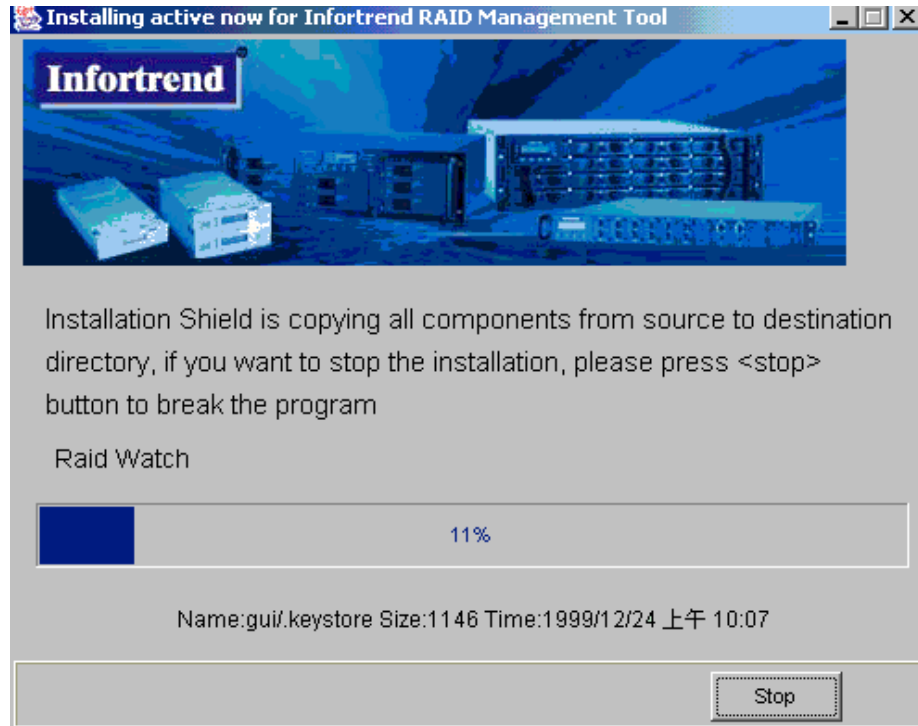 Installing active now for Infortrend RAID Management Tool
Infortrend
Installation Shield is copying all components from source to destination
directory, if you want to stop the installation, please press <stop>
button to break the program
Raid Watch
11%
Name:gui/.keystore Size:1146 Time:1999/12/24 上午 10:07
Stop